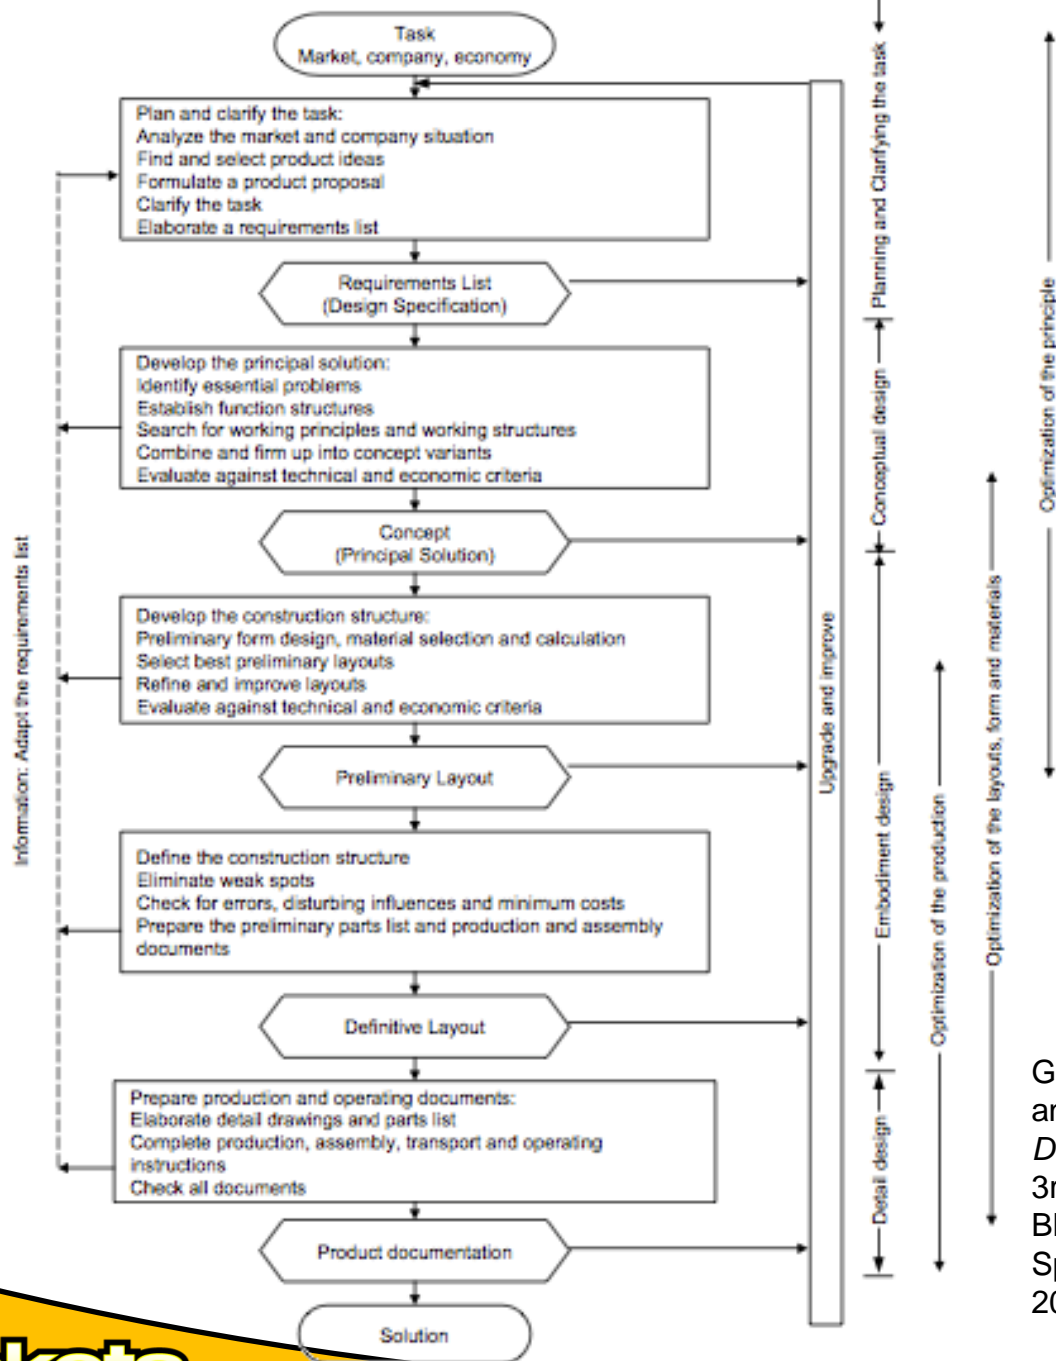 Task
Market, company, economy
Plan and clarify the task:
Analyze the market and company situation
Find and select product ideas
Formulate a product proposal
Clarify the task
Elaborate a requirements list
Requirements List
(Design Specification)
Develop the principal solution:
Identify essential problems
Establish function structures
Search for working principles and working structures
Combine and firm up into concept variants
Evaluate against technical and economic criteria
Concept
(Principal Solution)
Develop the construction structure:
Preliminary form design, material selection and calculation
Select best preliminary layouts
Refine and improve layouts
Evaluate against technical and economic criteria
Preliminary Layout
Define the construction structure
Eliminate weak spots
Check for errors, disturbing influences and minimum costs
Prepare the preliminary parts list and production and assembly
documents
Definitive Layout
Prepare production and operating documents:
Elaborate detail drawings and parts list
Complete production, assembly, transport and operating
instructions
Check all documents
Product documentation
Solution
Information: Adapt the requirements list
Upgrade and improve
Planning and Clarifying the task
Conceptual design
Embodiment design
Detail design
Optimization of the production
Optimization of the layouts, form and materials
Optimization of the principle
G
D
3r
Sp
20